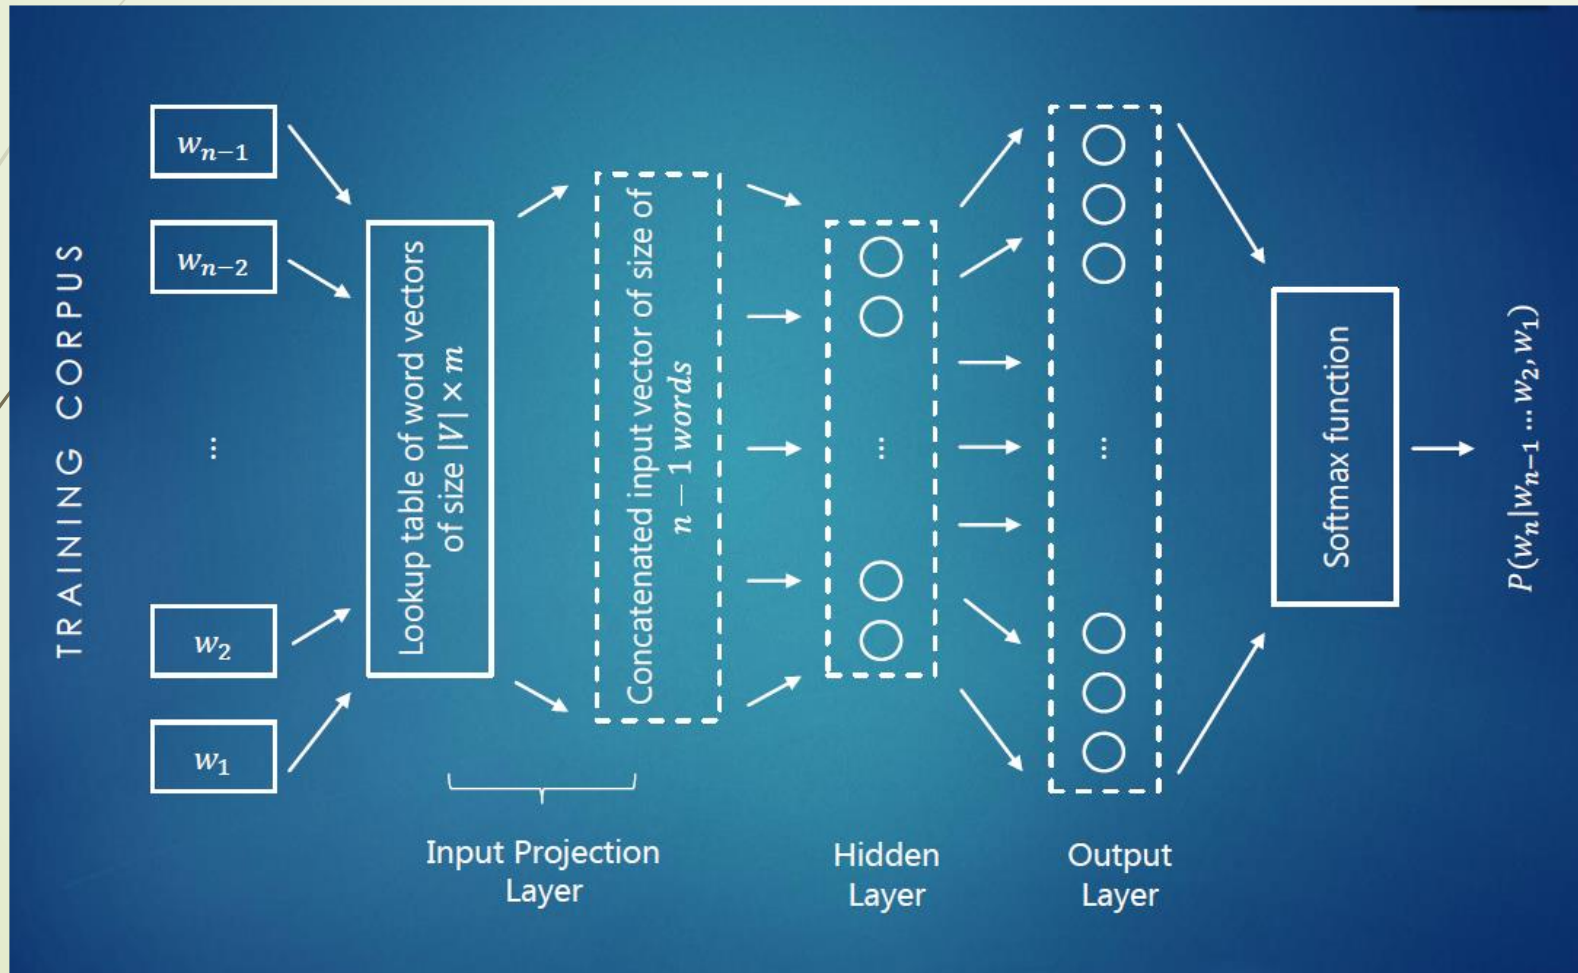 TRAINING CORPUS
w_{n−1}
w_{n−2}
...
w_2
w_1
Lookup table of word vectors
of size |V| × m
Concatenated input vector of size of
n − 1 words
...
...
Softmax function
P(w_n|w_{n−1} ... w_2, w_1)
Input Projection
Layer
Hidden
Layer
Output
Layer